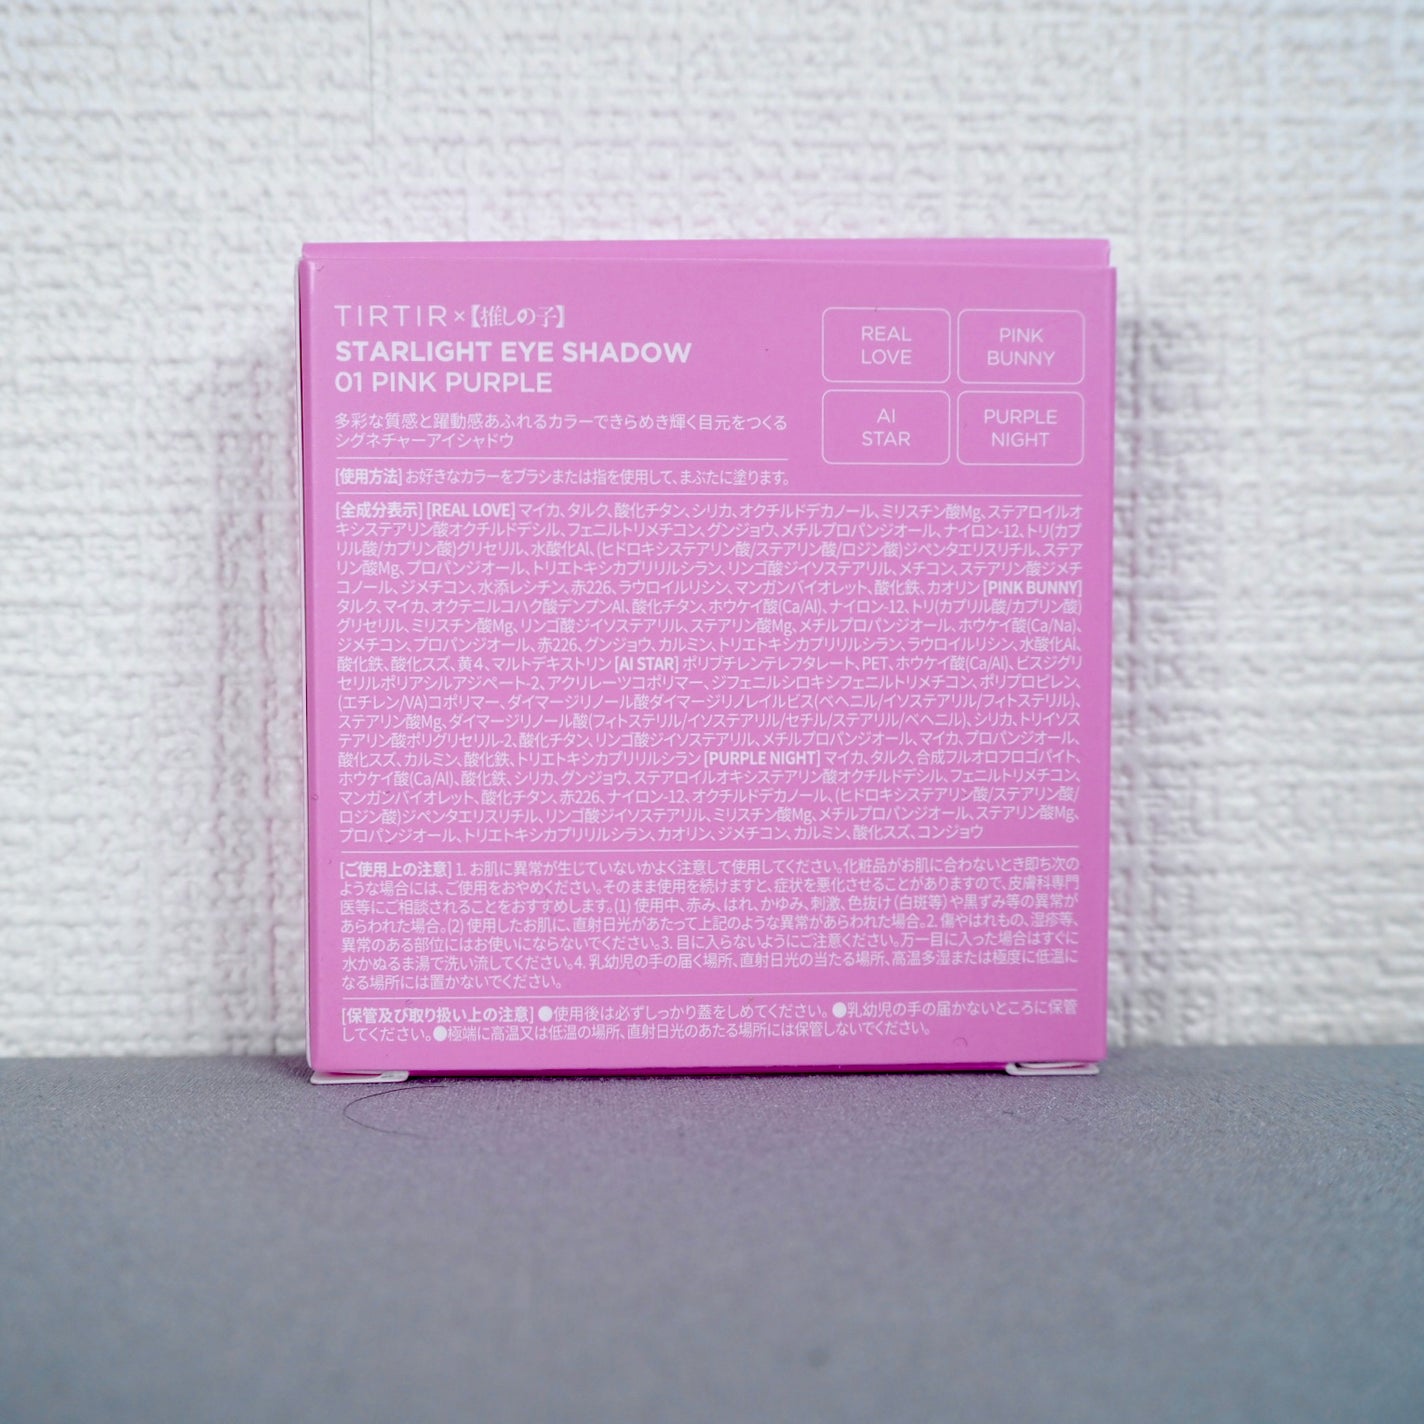 TIRTIR×【推しの子】
STARLIGHT EYE SHADOW
01 PINK PURPLE
多彩な質感と躍動感あふれるカラーできらめき輝く目元をつくる
シグネチャーアイシャドウ
REAL
LOVE
PINK
BUNNY
AI
STAR
PURPLE
NIGHT
[使用方法] お好きなカラーをブラシまたは指を使用して、まぶたに塗ります。
[全成分表示] [REAL LOVE] マイカ、タルク、酸化チタン、シリカ、オクチルドデカノール、ミリスチン酸Mg、ステアロイルオ
キシステアリン酸オクチルドデシル、フェニルトリメチコン、グンジョウ、メチルプロパンジオール、ナイロン-12、トリ(カプ
リル酸/カプリン酸)グリセリル、水酸化Al、(ヒドロキシステアリン酸/ステアリン酸/ロジン酸)ジペンタエリスリチル、ステア
リン酸Mg、プロパンジオール、トリエトキシカプリリルシラン、リンゴ酸ジイソステアリル、メチコン、ステアリン酸ジメチ
コノール、ジメチコン、水添レシチン、赤226、ラウロイルリシン、マンガンバイオレット、酸化鉄、カオリン [PINK BUNNY]
タルク、マイカ、オクテニルコハク酸デンプンAl、酸化チタン、ホウケイ酸(Ca/Al)、ナイロン-12、トリ(カプリル酸/カプリン酸)
グリセリル、ミリスチン酸Mg、リンゴ酸ジイソステアリル、ステアリン酸Mg、メチルプロパンジオール、ホウケイ酸(Ca/Na)、
ジメチコン、プロパンジオール、赤226、グンジョウ、カルミン、トリエトキシカプリリルシラン、ラウロイルリシン、水酸化Al、
酸化鉄、酸化スズ、黄4、マルトデキストリン [AI STAR] ポリブチレンテレフタレート、PET、ホウケイ酸(Ca/Al)、ビスジグリ
セリルポリアシルアジペート-2、アクリレーツコポリマー、ジフェニルシロキシフェニルトリメチコン、ポリプロピレン、
(エチレン/VA)コポリマー、ダイマージリノール酸ダイマージリノレイルビス(ベヘニル/イソステアリル/フィトステリル)、
ステアリン酸Mg、ダイマージリノール酸(フィトステリル/イソステアリル/セチル/ステアリル/ベヘニル)、シリカ、トリイソス
テアリン酸ポリグリセリル-2、酸化チタン、リンゴ酸ジイソステアリル、メチルプロパンジオール、マイカ、プロパンジオール、
酸化スズ、カルミン、酸化鉄、トリエトキシカプリリルシラン [PURPLE NIGHT] マイカ、タルク、合成フルオロフロゴパイト、
ホウケイ酸(Ca/Al)、酸化鉄、シリカ、グンジョウ、ステアロイルオキシステアリン酸オクチルドデシル、フェニルトリメチコン、
マンガンバイオレット、酸化チタン、赤226、ナイロン-12、オクチルドデカノール、(ヒドロキシステアリン酸/ステアリン酸/
ロジン酸)ジペンタエリスリチル、リンゴ酸ジイソステアリル、ミリスチン酸Mg、メチルプロパンジオール、ステアリン酸Mg、
プロパンジオール、トリエトキシカプリリルシラン、カオリン、ジメチコン、カルミン、酸化スズ、コンジョウ
[ご使用上の注意] 1. お肌に異常が生じていないかよく注意して使用してください。化粧品がお肌に合わないとき即ち次の
ような場合には、ご使用をおやめください。そのまま使用を続けますと、症状を悪化させることがありますので、皮膚科専門
医等にご相談されることをおすすめします。(1) 使用中、赤み、はれ、かゆみ、刺激、色抜け（白斑等）や黒ずみ等の異常が
あらわれた場合。(2) 使用したお肌に、直射日光があたって上記のような異常があらわれた場合。2. 傷やはれもの、湿疹等、
異常のある部位にはお使いにならないでください。3. 目に入らないようにご注意ください。万一目に入った場合はすぐに
水かぬるま湯で洗い流してください。4. 乳幼児の手の届く場所、直射日光の当たる場所、高温多湿または極度に低温に
なる場所には置かないでください。
[保管及び取り扱い上の注意] ●使用後は必ずしっかり蓋をしめてください。●乳幼児の手の届かないところに保管
してください。●極端に高温又は低温の場所、直射日光のあたる場所には保管しないでください。